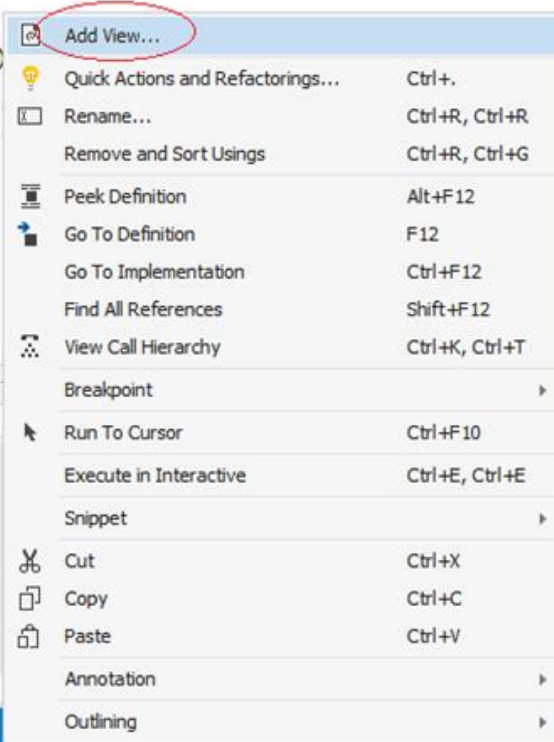 Add View...
Quick Actions and Refactorings... Ctrl+.
Rename... Ctrl+R, Ctrl+R
Remove and Sort Usings Ctrl+R, Ctrl+G
Peek Definition Alt+F12
Go To Definition F12
Go To Implementation Ctrl+F12
Find All References Shift+F12
View Call Hierarchy Ctrl+K, Ctrl+T
Breakpoint
Run To Cursor Ctrl+F10
Execute in Interactive Ctrl+E, Ctrl+E
Snippet
Cut Ctrl+X
Copy Ctrl+C
Paste Ctrl+V
Annotation
Outlining